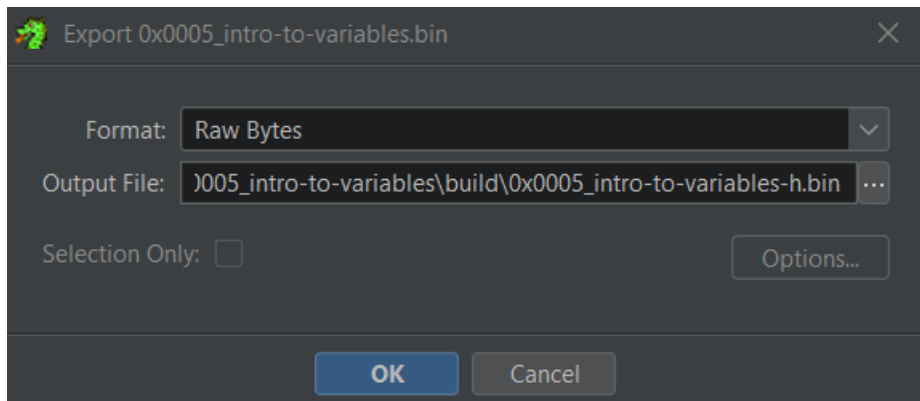 Export 0x0005_intro-to-variables.bin
Format: Raw Bytes
Output File: 0005_intro-to-variables\build\0x0005_intro-to-variables-h.bin ...
Selection Only: Options...
OK Cancel